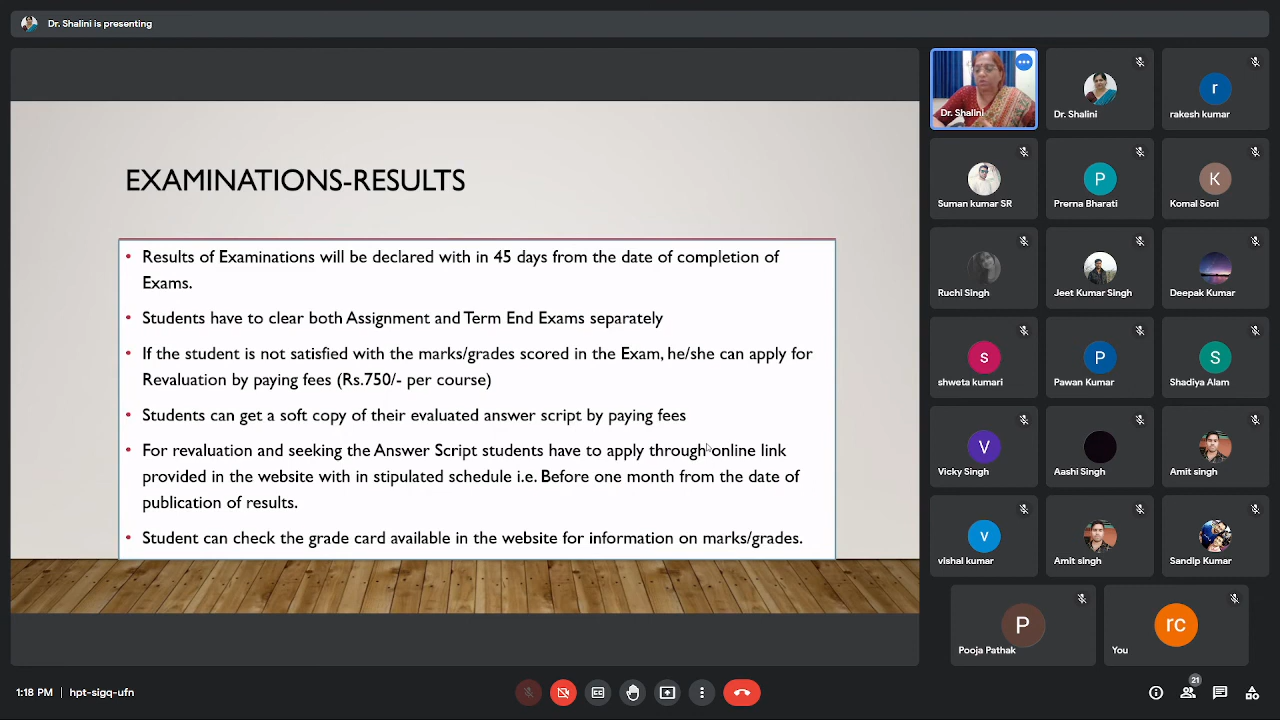 Dr. Shalini is presenting
EXAMINATIONS-RESULTS
• Results of Examinations will be declared with in 45 days from the date of completion of
Exams.
• Students have to clear both Assignment and Term End Exams separately
• If the student is not satisfied with the marks/grades scored in the Exam, he/she can apply for
Revaluation by paying fees (Rs.750/- per course)
• Students can get a soft copy of their evaluated answer script by paying fees
• For revaluation and seeking the Answer Script students have to apply through online link
provided in the website with in stipulated schedule i.e. Before one month from the date of
publication of results.
• Student can check the grade card available in the website for information on marks/grades.
Dr. Shalini
Dr. Shalini
r
rakesh kumar
Suman kumar SR
P
Prerna Bharati
K
Komal Soni
Ruchi Singh
Jeet Kumar Singh
Deepak Kumar
s
shweta kumari
P
Pawan Kumar
S
Shadiya Alam
V
Vicky Singh
Aashi Singh
Amit singh
v
vishal kumar
Amit singh
Sandip Kumar
P
Pooja Pathak
rc
You
1:18 PM | hpt-sigq-ufn
21